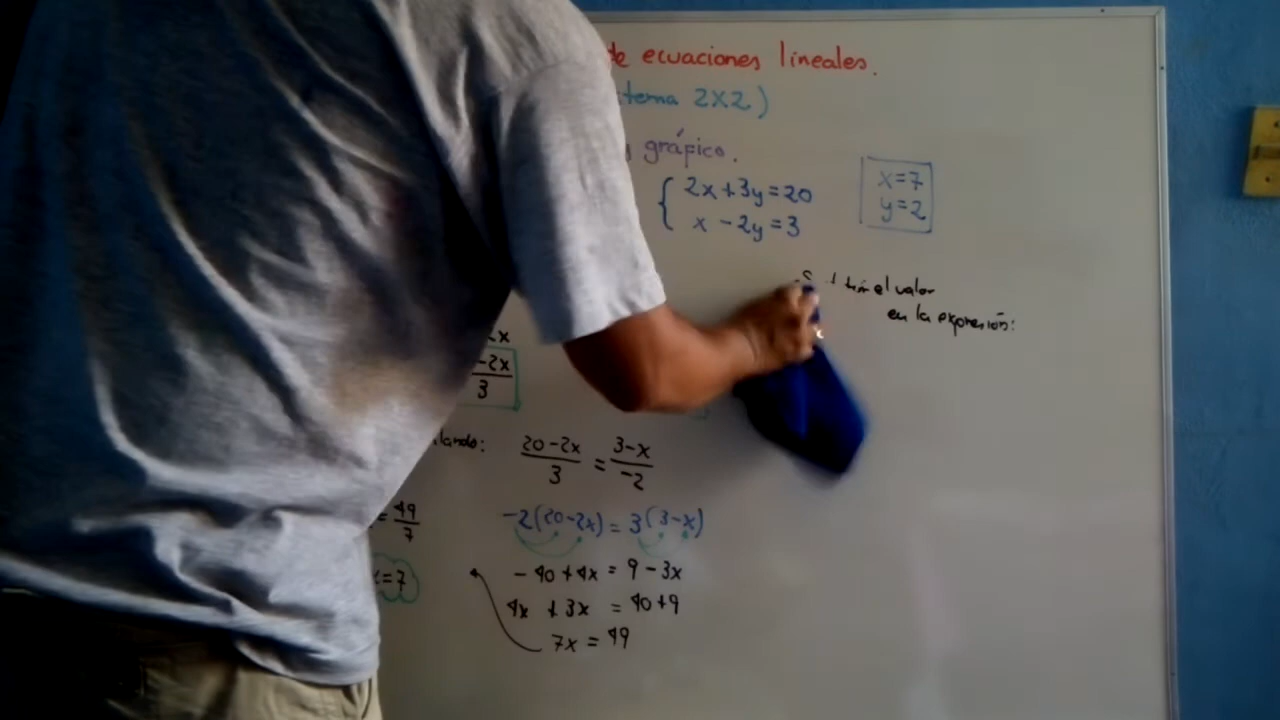 de ecuaciones lineales.
tema 2x2)
gráfico.
2x+3y=20
x-2y=3
x=7
y=2
el valor
en la expresión:
-2x
3
lando: 20-2x/3 = 3-x/-2
= 49/7
-2(20-2x) = 3(3-x)
x=7
-40+4x = 9-3x
4x +3x = 40+9
7x = 49